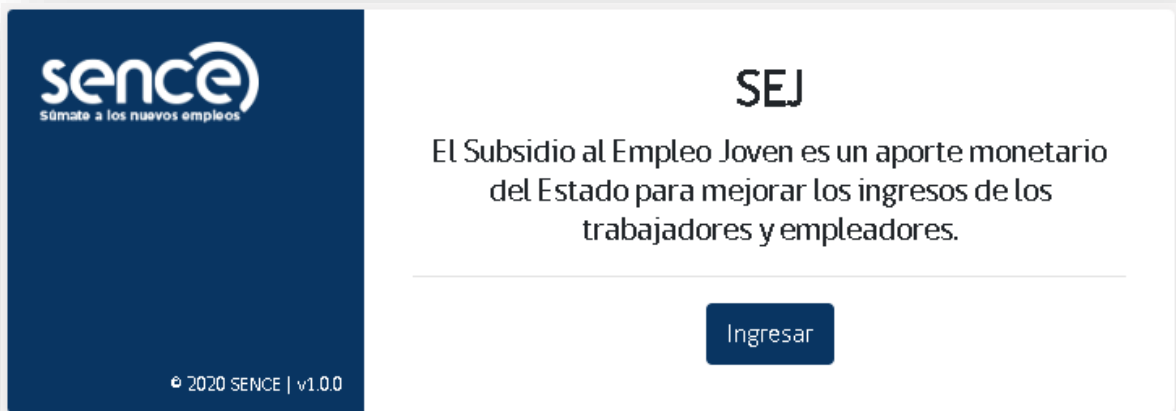 sence
Súmate a los nuevos empleos
© 2020 SENCE | v1.0.0
SEJ
El Subsidio al Empleo Joven es un aporte monetario
del Estado para mejorar los ingresos de los
trabajadores y empleadores.
Ingresar